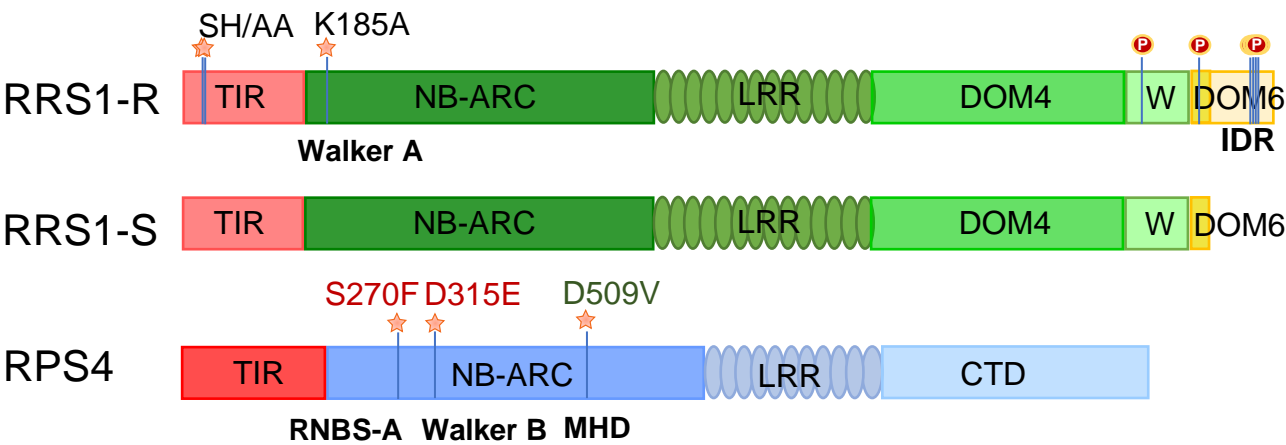 SH/AA K185A
P P P
RRS1-R TIR NB-ARC LRR DOM4 W DOM6
Walker A IDR
RRS1-S TIR NB-ARC LRR DOM4 W DOM6
S270F D315E D509V
RPS4 TIR NB-ARC LRR CTD
RNBS-A Walker B MHD